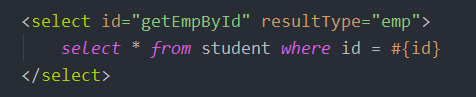 <select id="getEmpById" resultType="emp">
    select * from student where id = #{id}
</select>